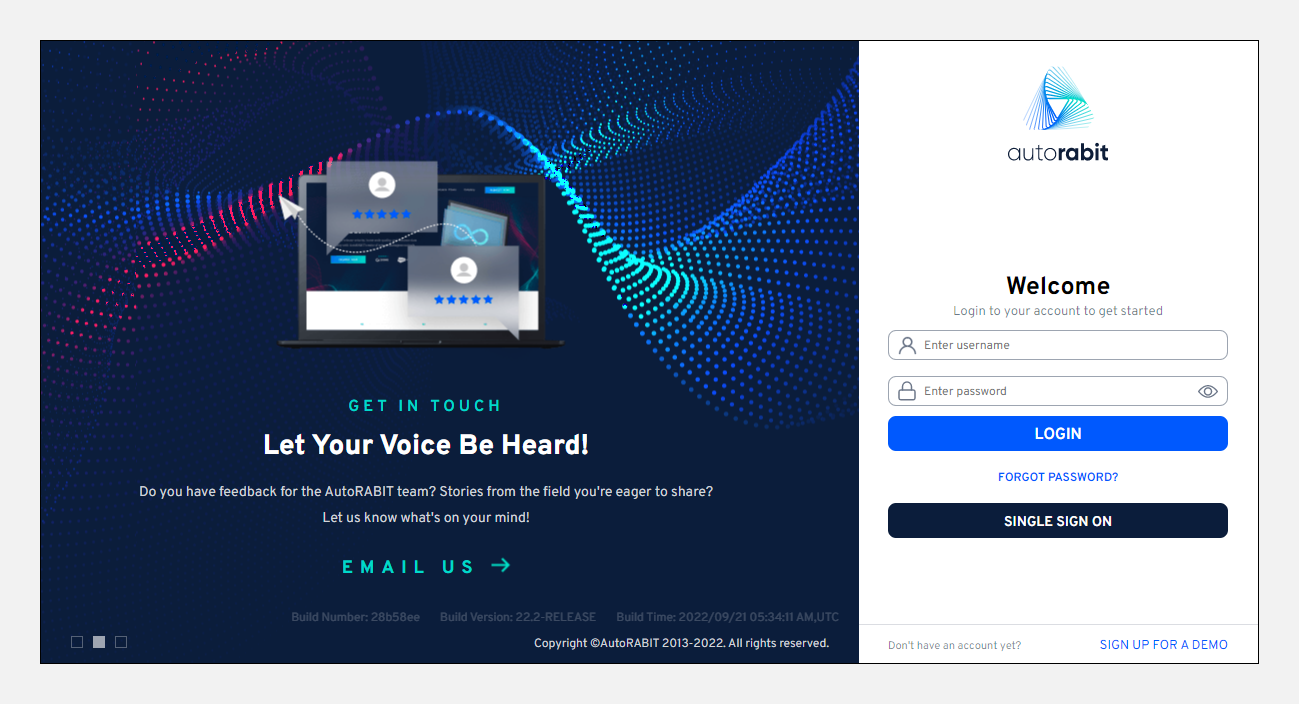 GET IN TOUCH
Let Your Voice Be Heard!
Do you have feedback for the AutoRABIT team? Stories from the field you're eager to share?
Let us know what's on your mind!
EMAIL US →
Build Number: 28b58ee Build Version: 22.2-RELEASE Build Time: 2022/09/21 05:34:11 AM,UTC
Copyright ©AutoRABIT 2013-2022. All rights reserved.
autorabit
Welcome
Login to your account to get started
Enter username
Enter password
LOGIN
FORGOT PASSWORD?
SINGLE SIGN ON
Don't have an account yet? SIGN UP FOR A DEMO